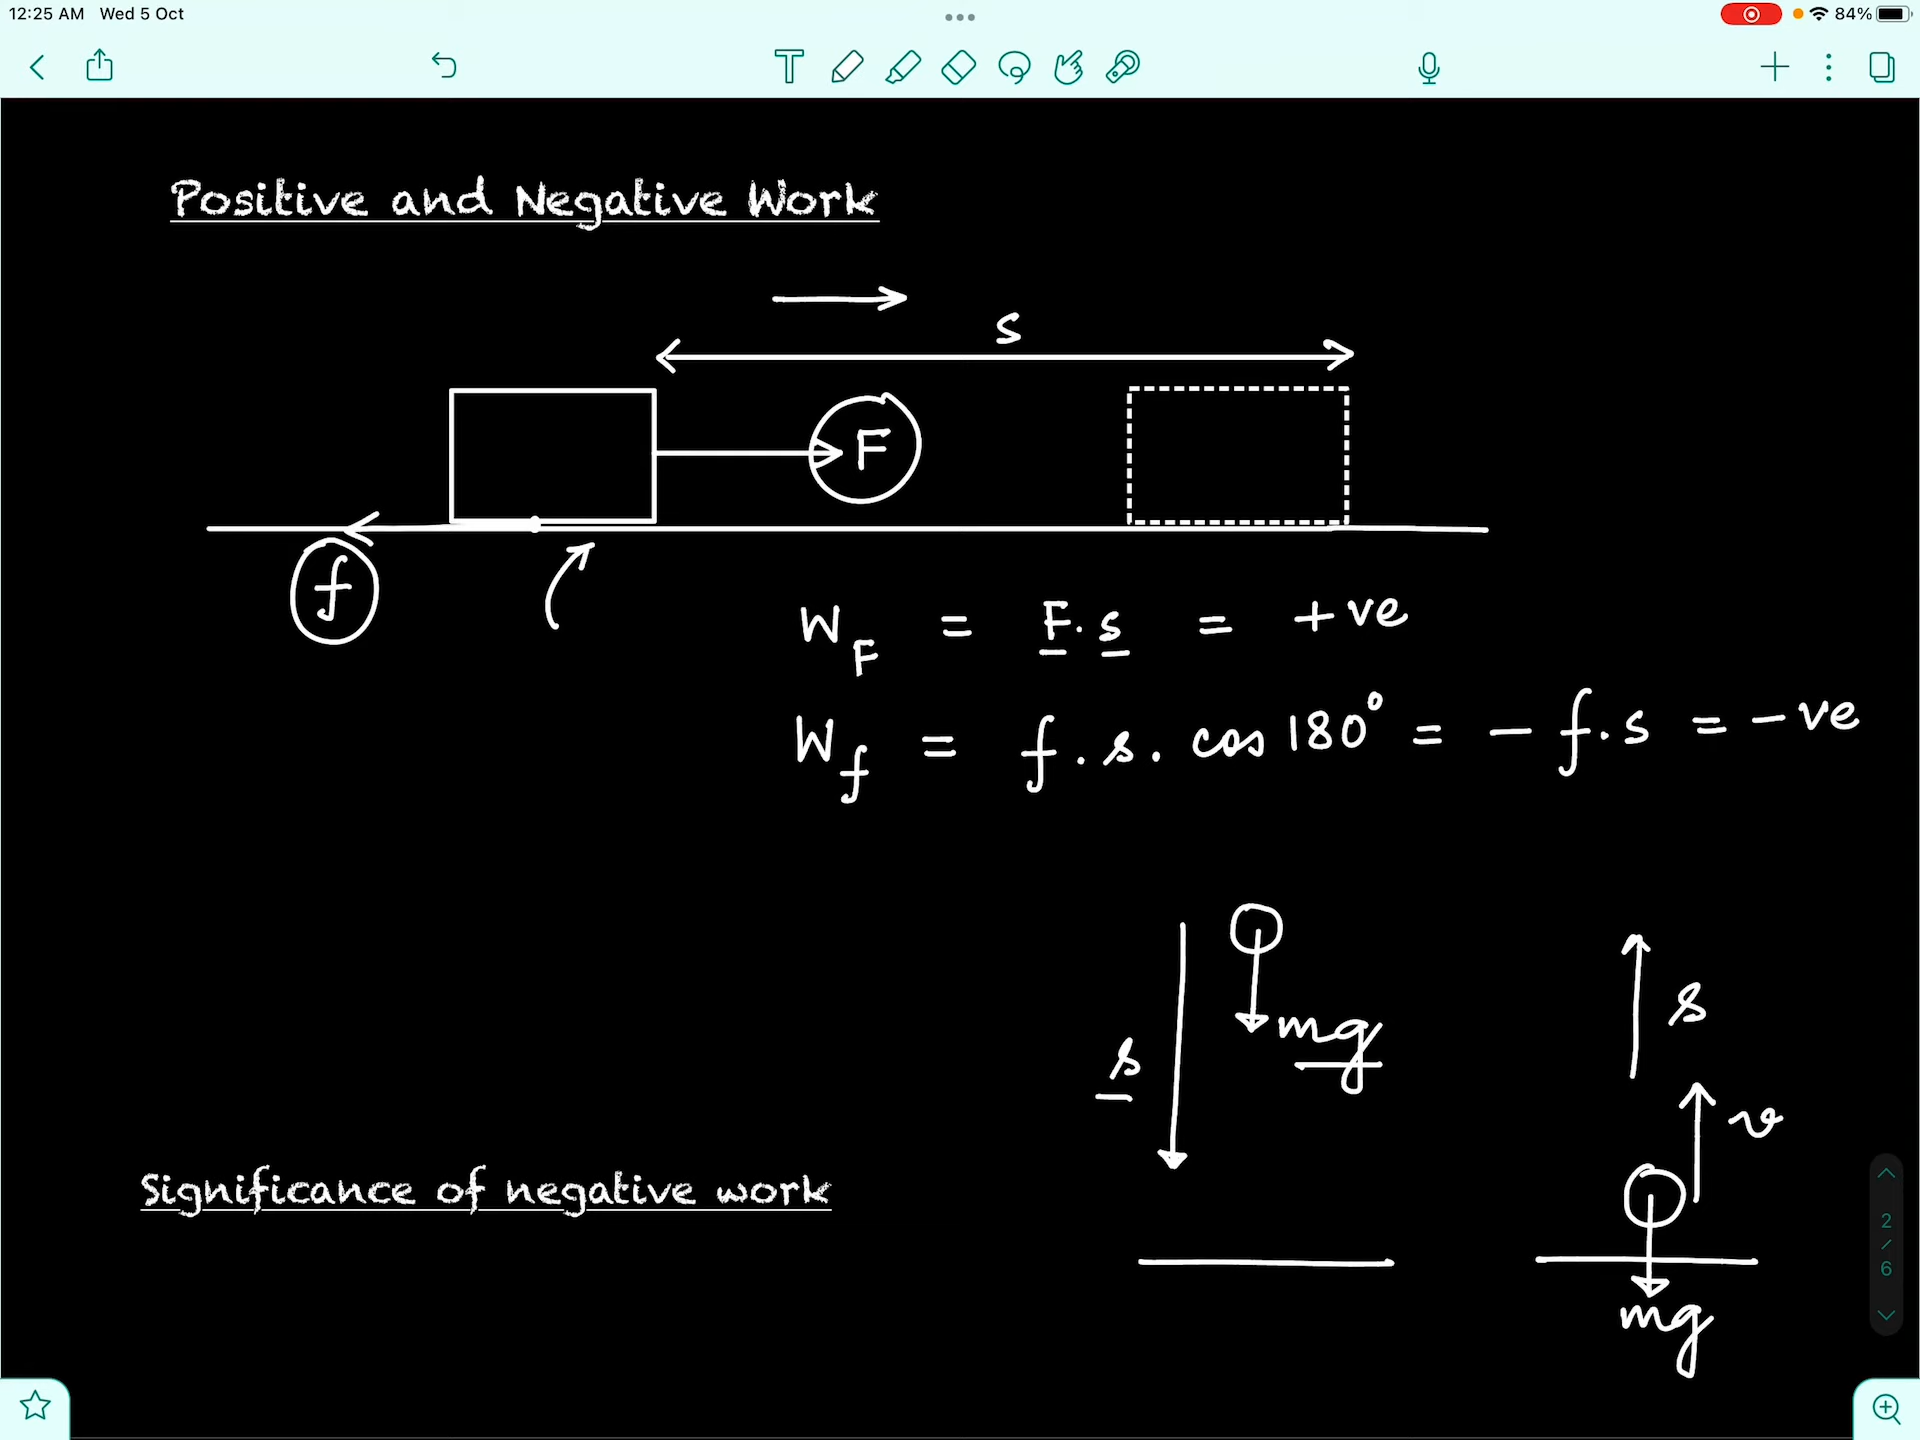 12:25 AM Wed 5 Oct
84%
Positive and Negative Work
s
F
f
W_F = F.s = +ve
W_f = f.s.cos 180° = - f.s = -ve
mg
s
s
v
Significance of negative work
2
/
6
mg